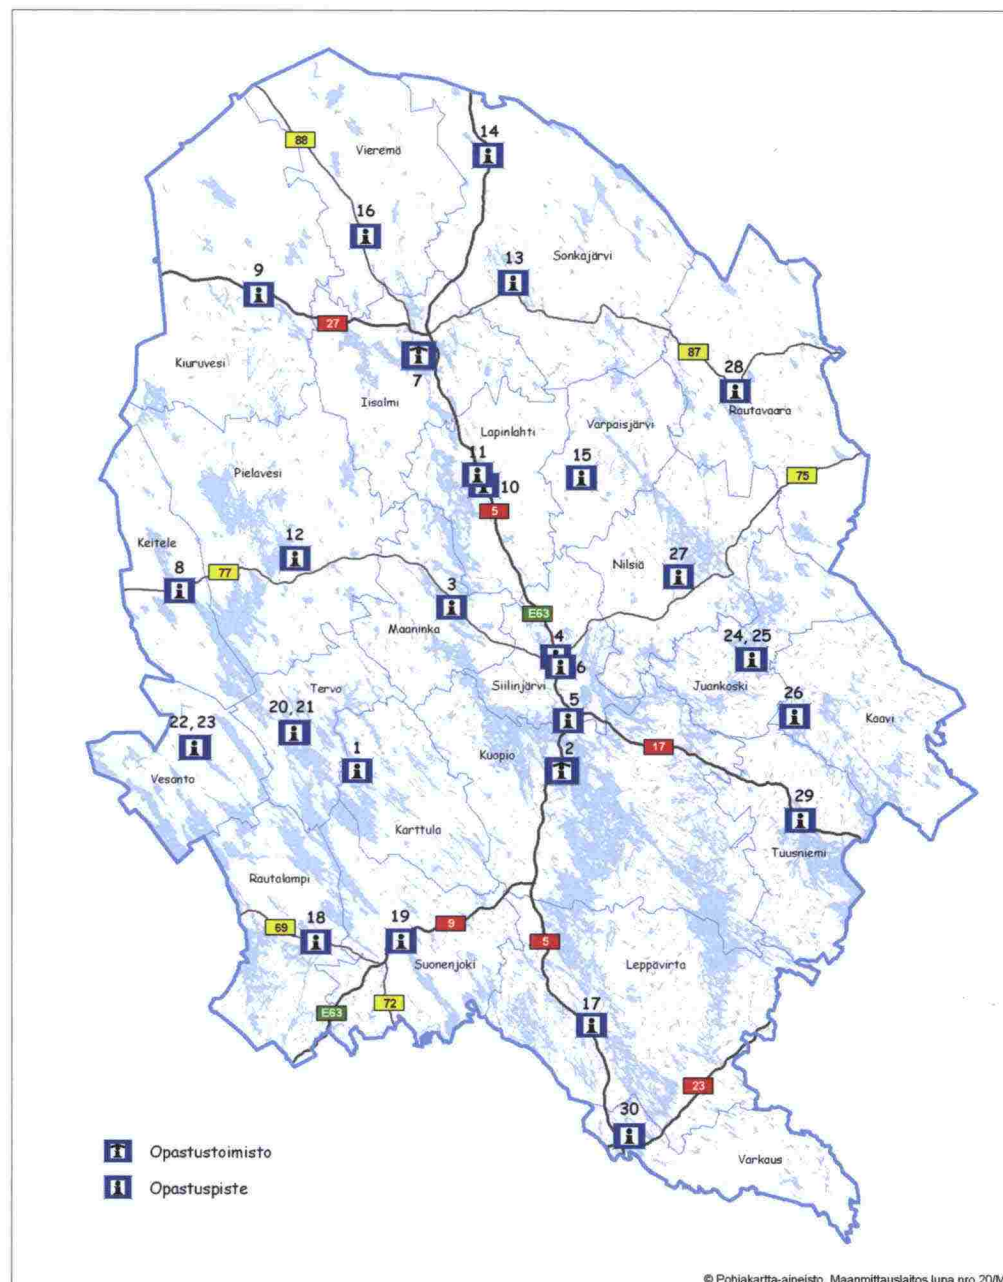 14
88
Vieremä
16
13
Sonkajärvi
9
27
87
Kiuruvesi
7
28
Iisalmi
Rautavaara
Lapinlahti
Varpaisjärvi
11
15
Pielavesi
75
10
5
12
Keitele
27
Nilsiä
8
77
3
E63
Maaninka
4
24, 25
6
Siilinjärvi
Juankoski
Tervo
26
20, 21
5
Kaavi
22, 23
17
1
2
Kuopio
Vesanto
29
Karttula
Tuusniemi
Rautalampi
18
19
9
69
5
Suonenjoki
Leppävirta
72
E63
17
23
30
Opastustoimisto
Varkaus
Opastuspiste
© Pohjakartta-aineisto, Maanmittauslaitos lupa nro 20/M